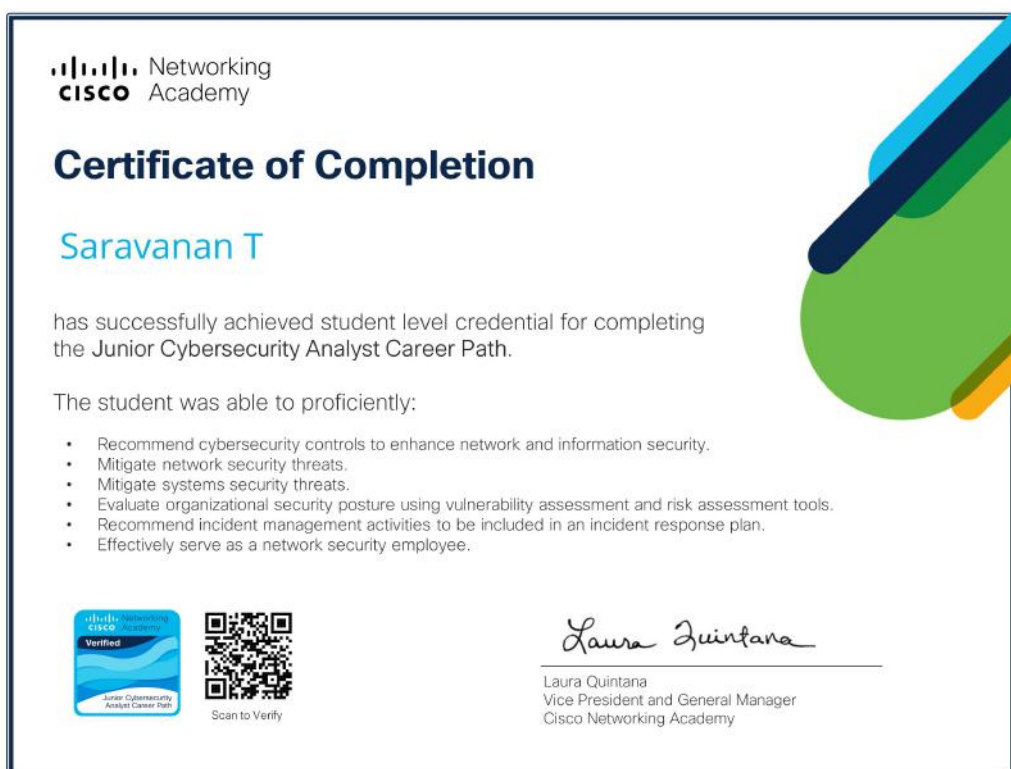 Networking
CISCO Academy
Certificate of Completion
Saravanan T
has successfully achieved student level credential for completing
the Junior Cybersecurity Analyst Career Path.
The student was able to proficiently:
• Recommend cybersecurity controls to enhance network and information security.
• Mitigate network security threats.
• Mitigate systems security threats.
• Evaluate organizational security posture using vulnerability assessment and risk assessment tools.
• Recommend incident management activities to be included in an incident response plan.
• Effectively serve as a network security employee.
Networking
CISCO Academy
Verified
Junior Cybersecurity
Analyst Career Path
Scan to Verify
Laura Quintana
Laura Quintana
Vice President and General Manager
Cisco Networking Academy